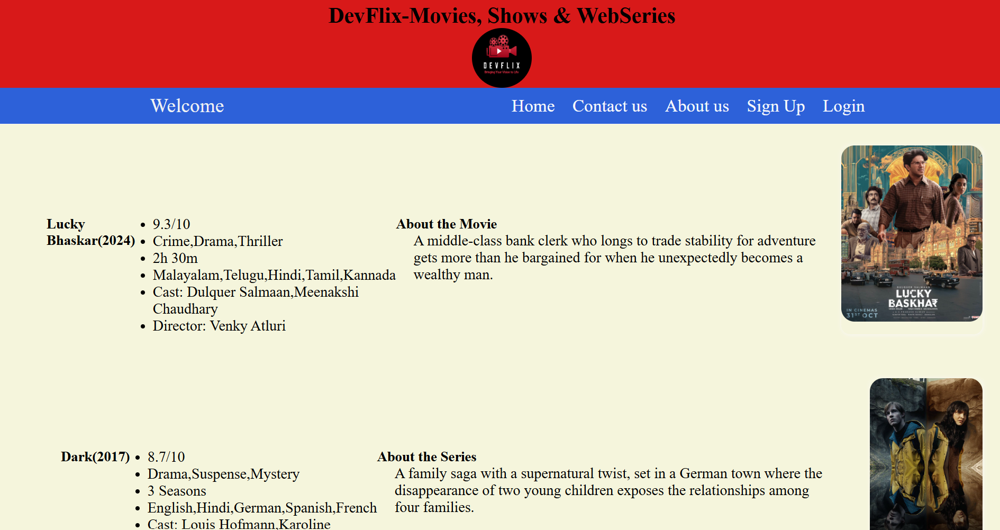 DevFlix-Movies, Shows & WebSeries
DEVFLIX
Bringing Your Vision to Life
Welcome
Home
Contact us
About us
Sign Up
Login
Lucky
Bhaskar(2024)
9.3/10
Crime,Drama,Thriller
2h 30m
Malayalam,Telugu,Hindi,Tamil,Kannada
Cast: Dulquer Salmaan,Meenakshi
Chaudhary
Director: Venky Atluri
About the Movie
A middle-class bank clerk who longs to trade stability for adventure
gets more than he bargained for when he unexpectedly becomes a
wealthy man.
DULQUER SALMAAN
LUCKY
BASKHA₹
IN CINEMAS
31ST OCT
Dark(2017)
8.7/10
Drama,Suspense,Mystery
3 Seasons
English,Hindi,German,Spanish,French
Cast: Louis Hofmann,Karoline
About the Series
A family saga with a supernatural twist, set in a German town where the
disappearance of two young children exposes the relationships among
four families.